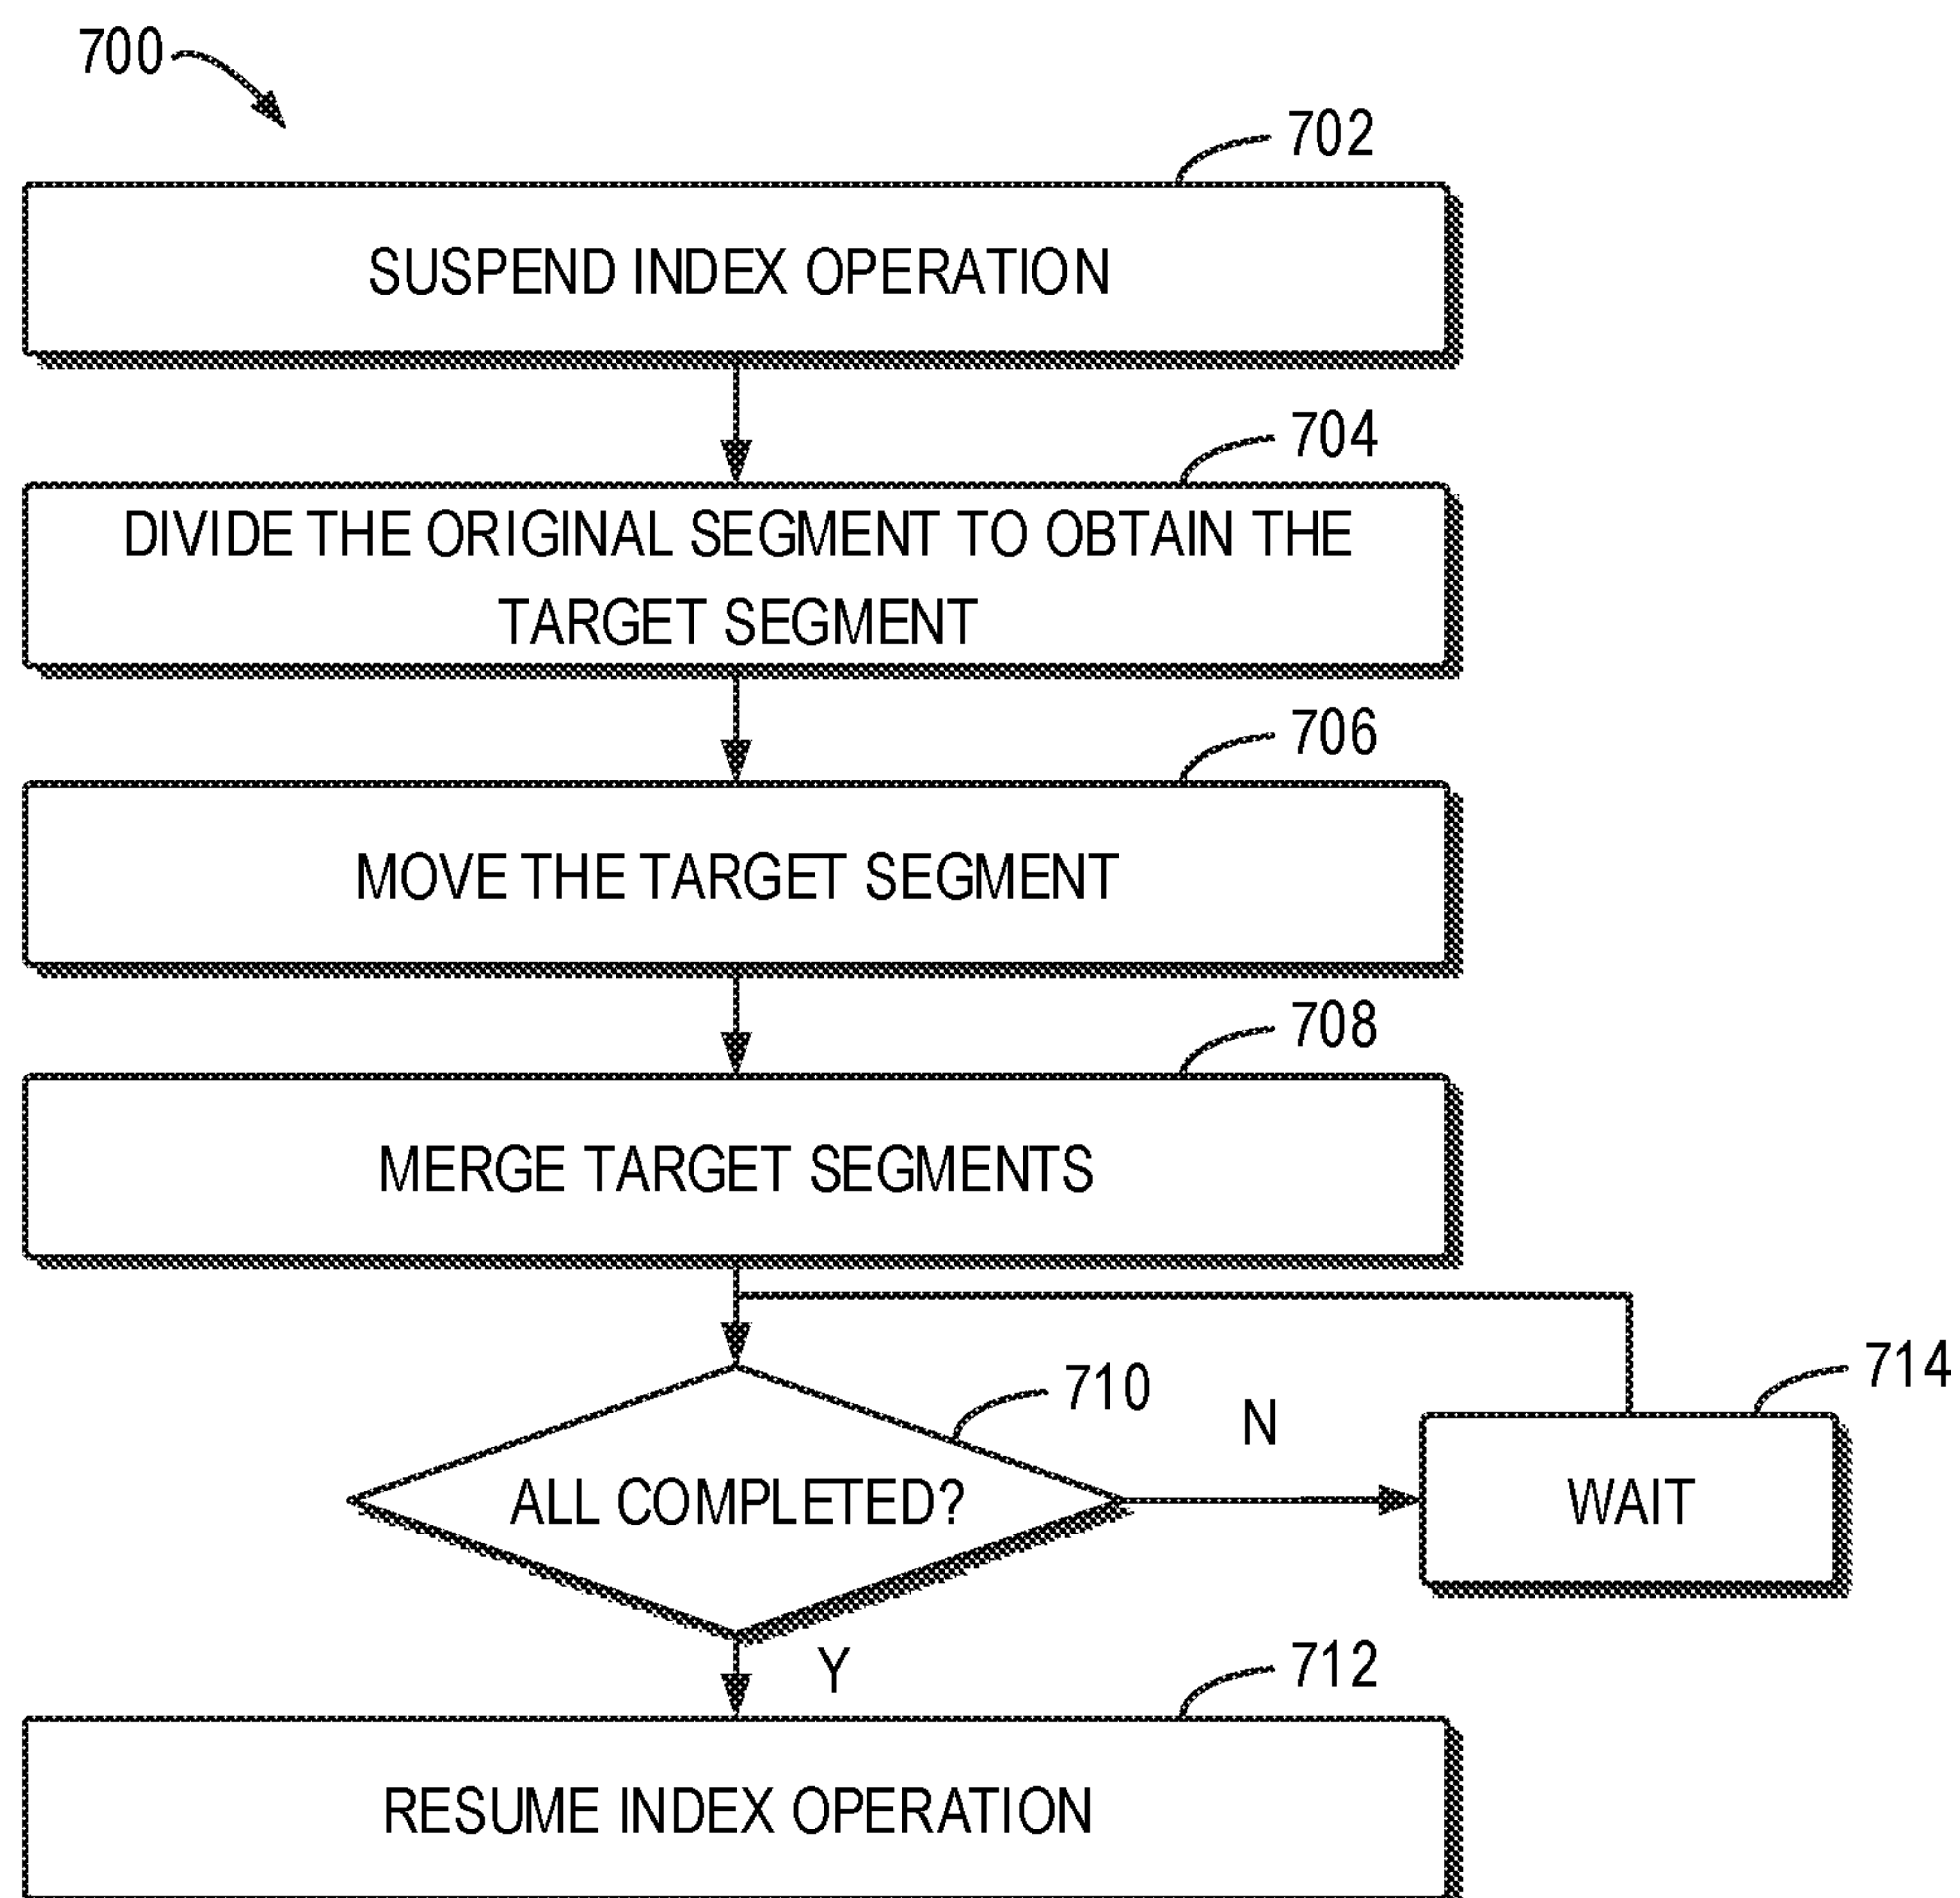 700
702
SUSPEND INDEX OPERATION
704
DIVIDE THE ORIGINAL SEGMENT TO OBTAIN THE
TARGET SEGMENT
706
MOVE THE TARGET SEGMENT
708
MERGE TARGET SEGMENTS
710
ALL COMPLETED?
N
714
WAIT
Y
712
RESUME INDEX OPERATION